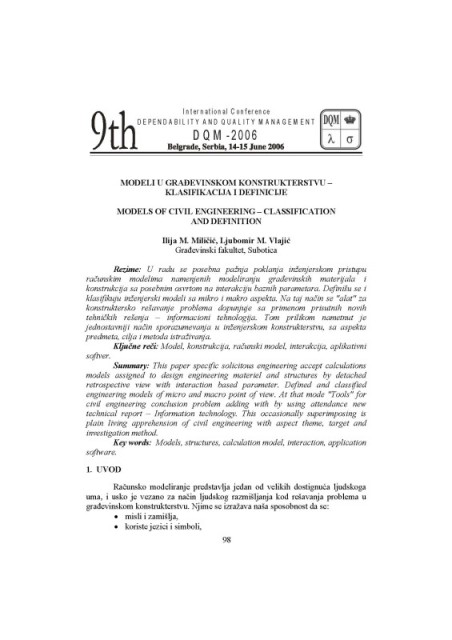 International Conference
9th DEPENDABILITY AND QUALITY MANAGEMENT
DQM
DQM-2006
λ σ
Belgrade, Serbia, 14-15 June 2006
MODELI U GRAĐEVINSKOM KONSTRUKTERSTVU –
KLASIFIKACIJA I DEFINICIJE
MODELS OF CIVIL ENGINEERING – CLASSIFICATION
AND DEFINITION
Ilija M. Miličić, Ljubomir M. Vlajić
Građevinski fakultet, Subotica
Rezime: U radu se posebna pažnja poklanja inženjerskom pristupu
računskim modelima namenjenih modeliranju građevinskih materijala i
konstrukcija sa posebnim osvrtom na interakciju baznih parametara. Definišu se i
klasifikuju inženjerski modeli sa mikro i makro aspekta. Na taj način se "alat" za
konstruktersko rešavanje problema dopunjuje sa primenom prisutnih novih
tehničkih rešenja – informacioni tehnologija. Tom prilikom nametnut je
jednostavniji način sporazumevanja u inženjerskom konstrukterstvu, sa aspekta
predmeta, cilja i metoda istraživanja.
Ključne reči: Model, konstrukcija, računski model, interakcija, aplikativni
softver.
Summary: This paper specific solicitous engineering accept calculations
models assigned to design engineering materiel and structures by detached
retrospective view with interaction based parameter. Defined and classified
engineering models of micro and macro point of view. At that mode "Tools" for
civil engineering conclusion problem adding with by using attendance new
technical report – Information technology. This occasionally superimposing is
plain living apprehension of civil engineering with aspect theme, target and
investigation method.
Key words: Models, structures, calculation model, interaction, application
software.
1. UVOD
Računsko modeliranje predstavlja jedan od velikih dostignuća ljudskoga
uma, i usko je vezano za način ljudskog razmišljanja kod rešavanja problema u
građevinskom konstrukterstvu. Njime se izražava naša sposobnost da se:
• misli i zamišlja,
• koriste jezici i simboli,
98